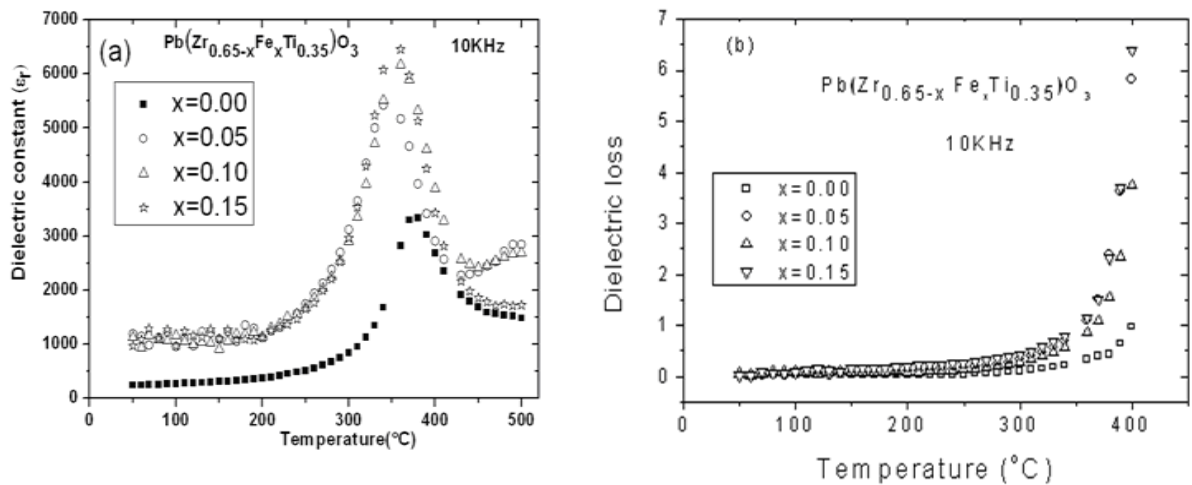 (a) Pb(Zr0.65-xFexTi0.35)O3 10KHz
x=0.00
x=0.05
x=0.10
x=0.15
Dielectric constant (εr)
7000
6000
5000
4000
3000
2000
1000
0
0 100 200 300 400 500
Temperature(°C)
(b)
Pb(Zr0.65-x FexTi0.35)O3
10KHz
x=0.00
x=0.05
x=0.10
x=0.15
Dielectric loss
7
6
5
4
3
2
1
0
0 100 200 300 400
Temperature (°C)